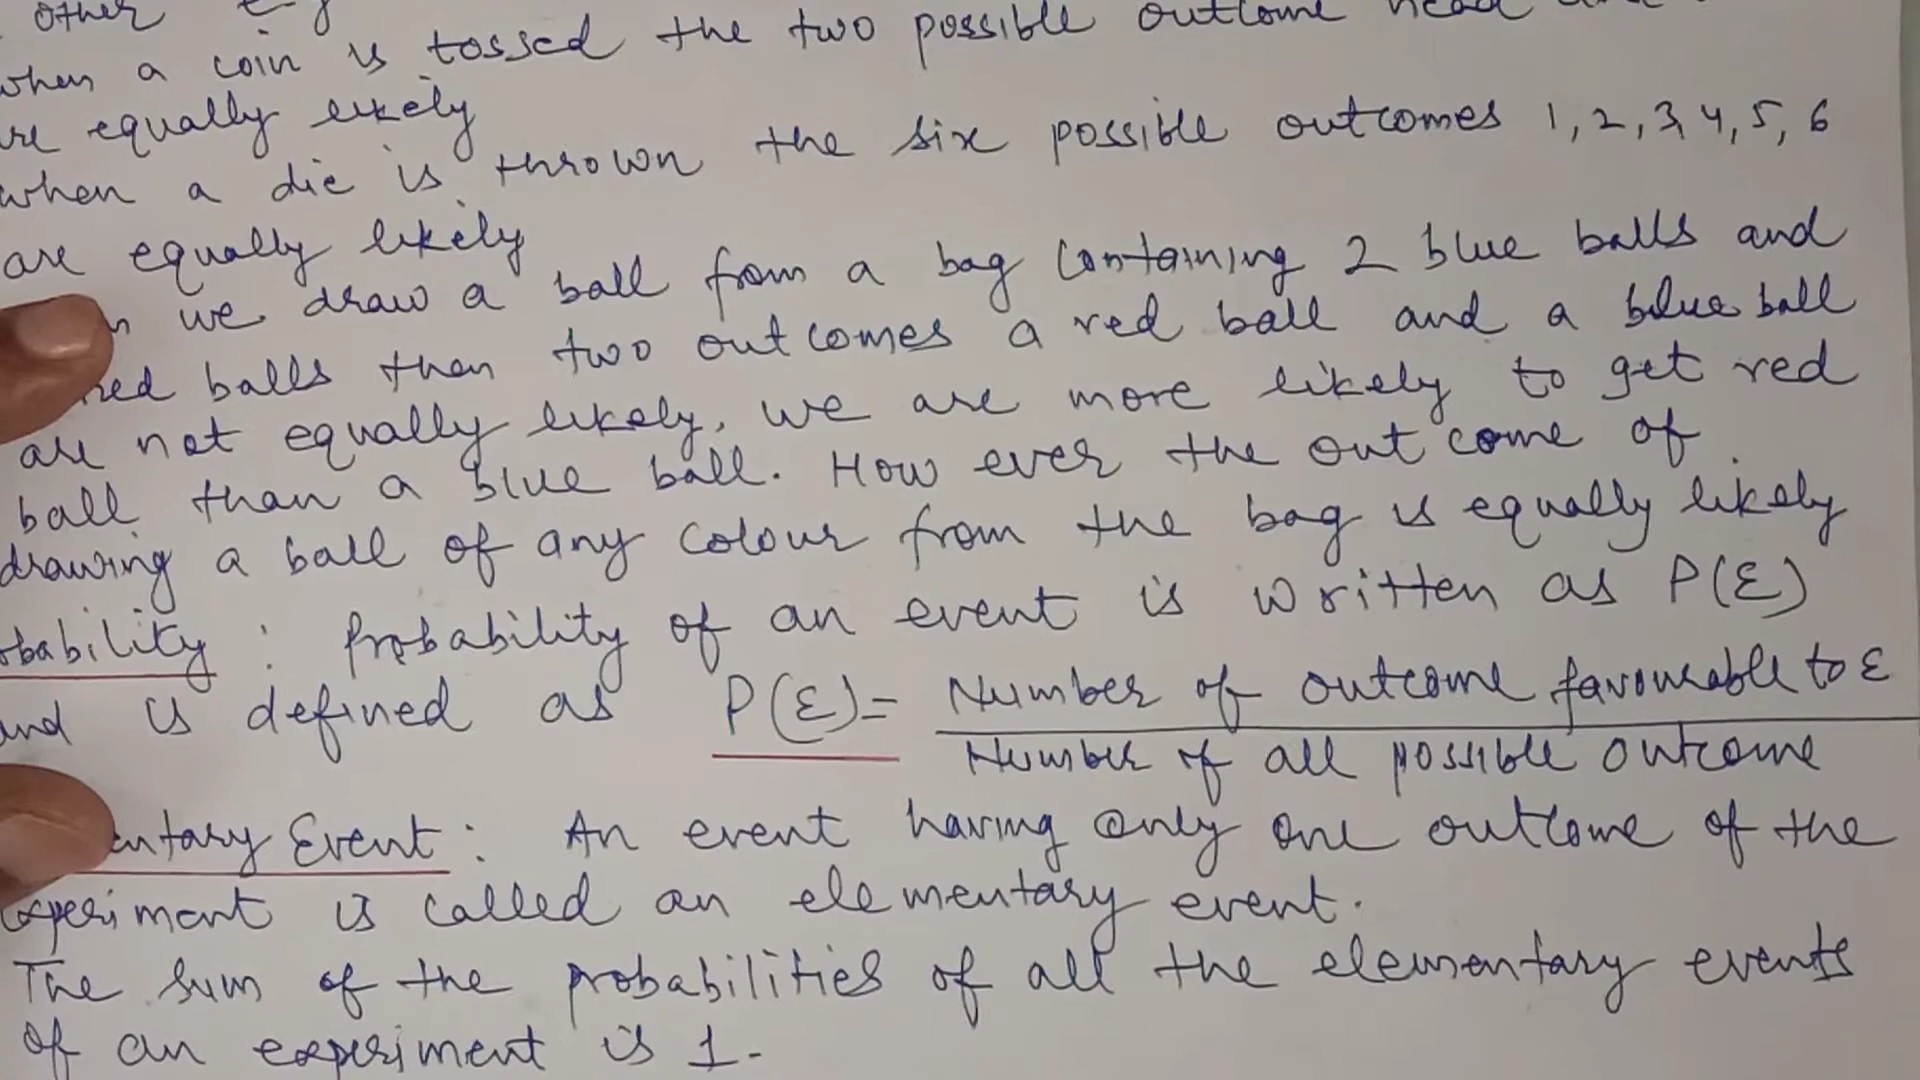 other
when a coin is tossed the two possible outcome head
re equally likely
when a die is thrown the six possible outcomes 1, 2, 3, 4, 5, 6
are equally likely
n we draw a ball from a bag containing 2 blue balls and
red balls then two outcomes a red ball and a blue ball
are not equally likely. we are more likely to get red
ball than a blue ball. How ever the out come of
drawing a ball of any colour from the bag is equally likely
obability : Probability of an event is written as P(E)
and is defined as P(E) = Number of outcome favourable to E
Number of all possible outcome
entary Event : An event having only one outcome of the
experiment is called an elementary event.
The sum of the probabilities of all the elementary events
of an experiment is 1.